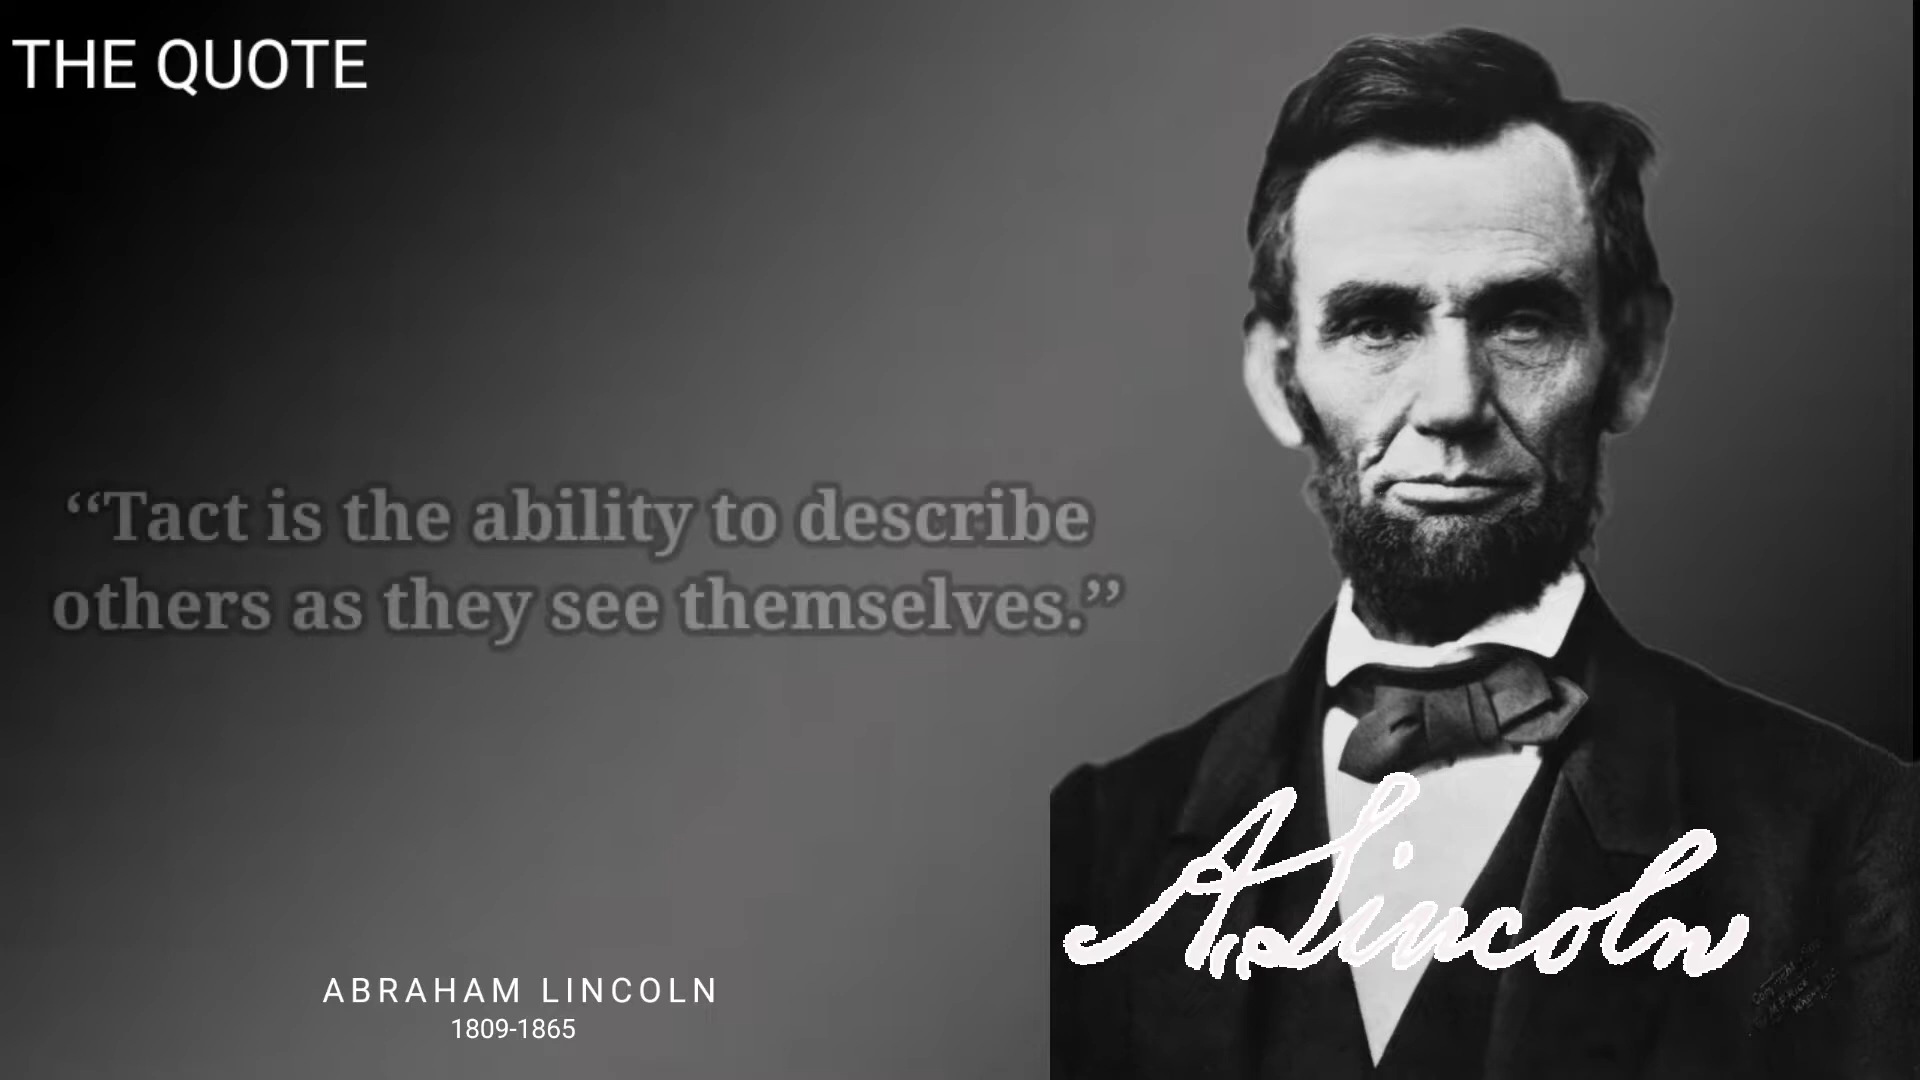 THE QUOTE
“Tact is the ability to describe
others as they see themselves.”
A. Lincoln
ABRAHAM LINCOLN
1809-1865